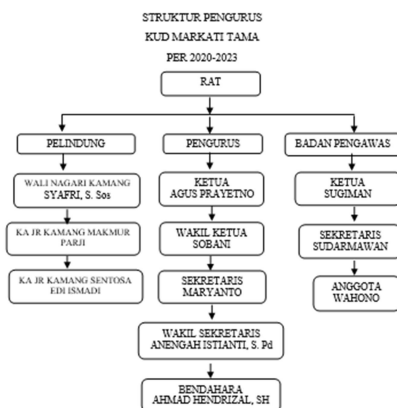 STRUKTUR PENGURUS
KUD MARKATI TAMA
PER 2020-2023
RAT
PELINDUNG
WALI NAGARI KAMANG
SYAFRI, S. Sos
KA JR KAMANG MAKMUR
PARJI
KA JR KAMANG SENTOSA
EDI ISMADI
PENGURUS
KETUA
AGUS PRAYETNO
WAKIL KETUA
SOBANI
SEKRETARIS
MARYANTO
WAKIL SEKRETARIS
ANENGAH ISTIANTI, S. Pd
BENDAHARA
AHMAD HENDRIZAL, SH
BADAN PENGAWAS
KETUA
SUGIMAN
SEKRETARIS
SUDARMAWAN
ANGGOTA
WAHONO